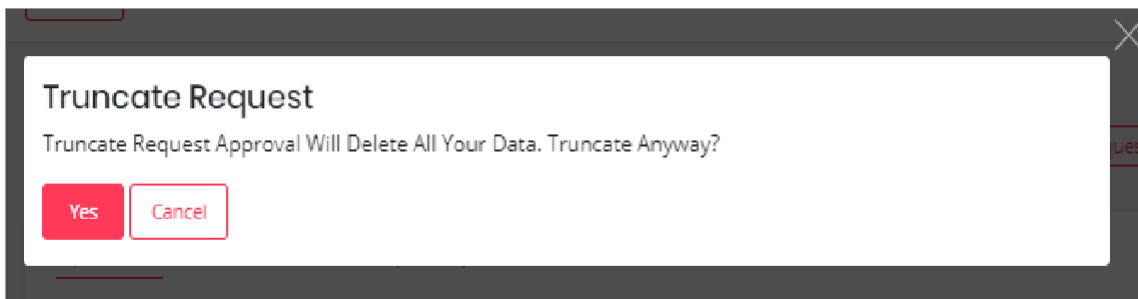 Truncate Request
Truncate Request Approval Will Delete All Your Data. Truncate Anyway?
Yes
Cancel